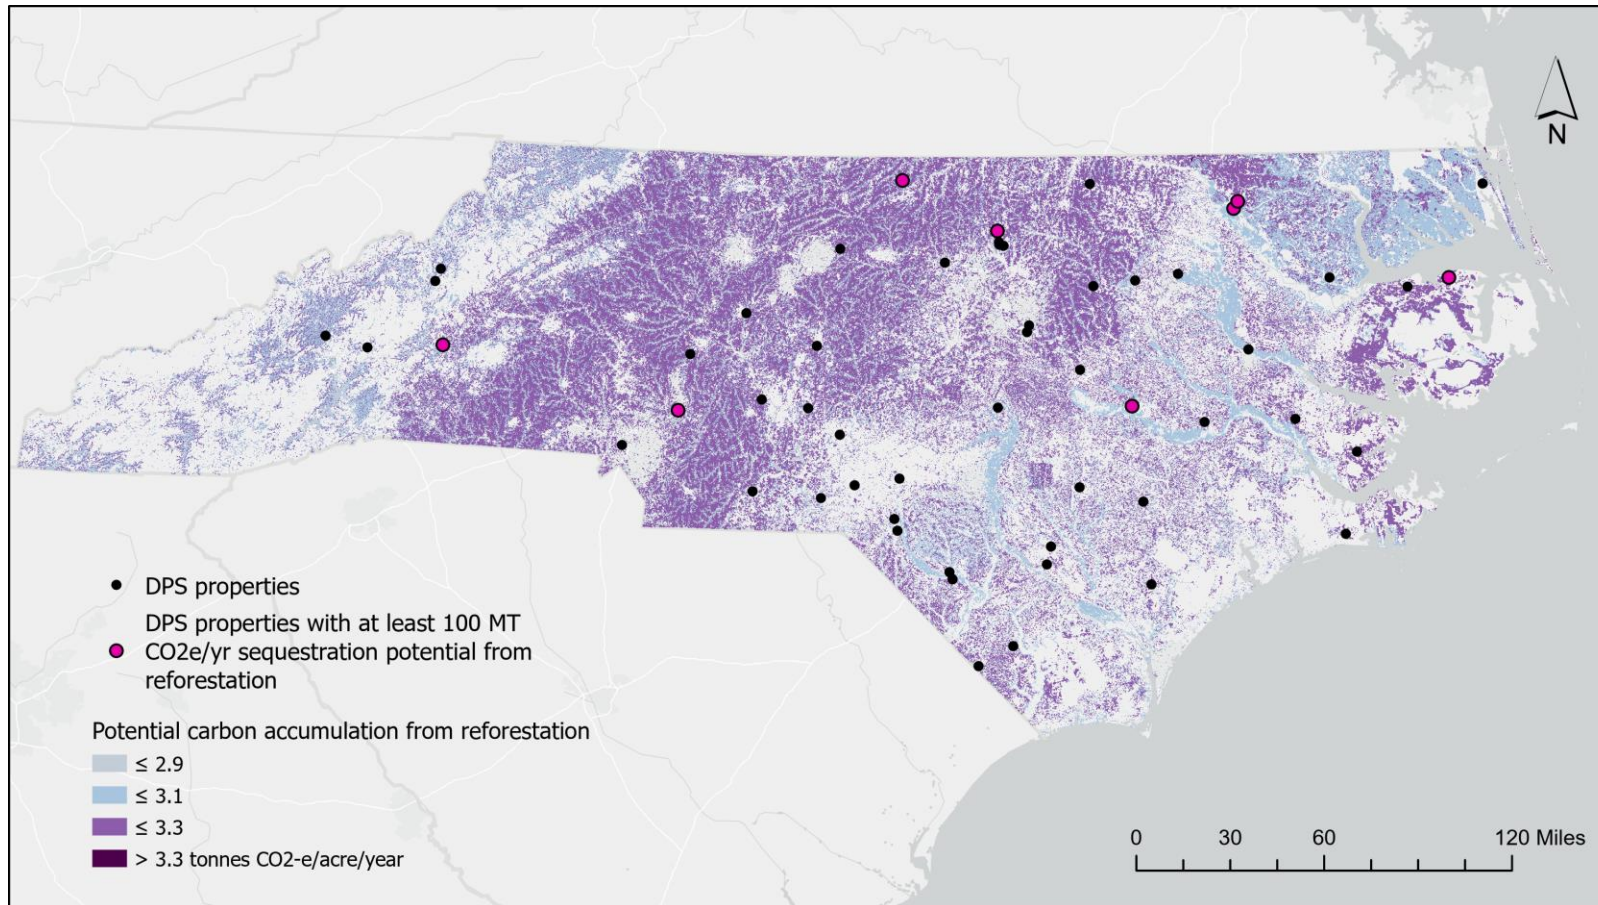 N
DPS properties
DPS properties with at least 100 MT
CO2e/yr sequestration potential from
reforestation
Potential carbon accumulation from reforestation
≤ 2.9
≤ 3.1
≤ 3.3
> 3.3 tonnes CO2-e/acre/year
0 30 60 120 Miles